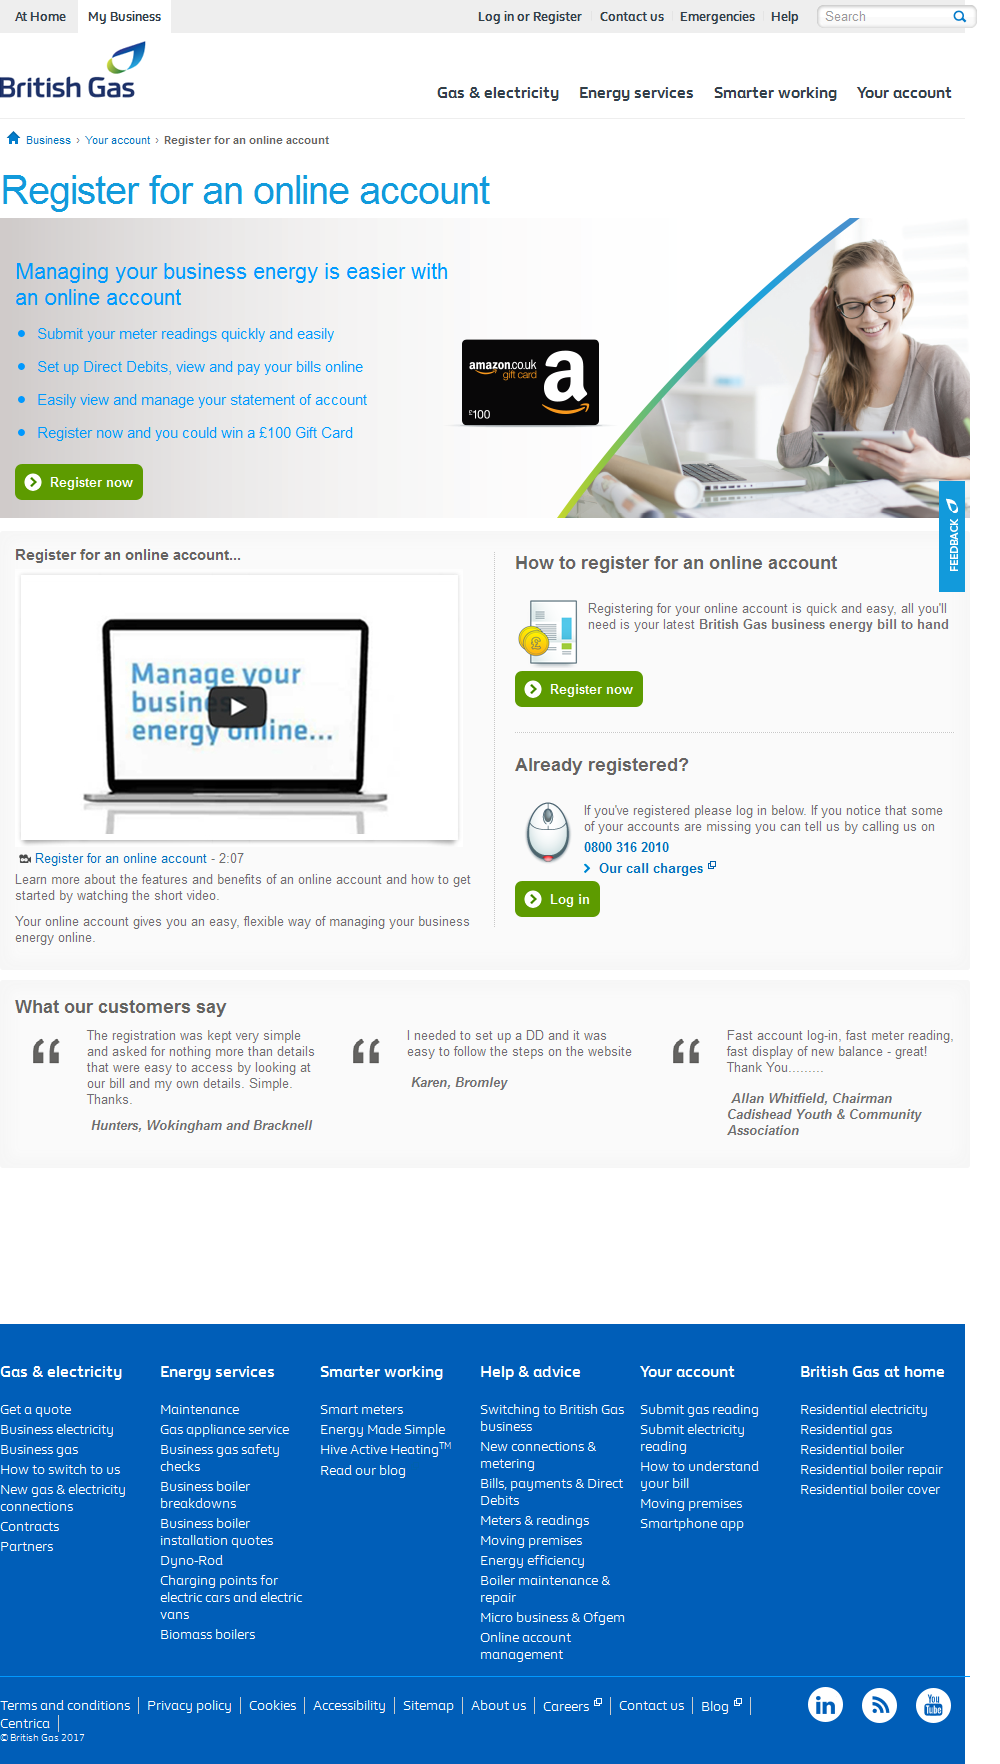 At Home My Business Log in or Register Contact us Emergencies Help Search
British Gas
Gas & electricity Energy services Smarter working Your account
Business › Your account › Register for an online account
Register for an online account
Managing your business energy is easier with
an online account
• Submit your meter readings quickly and easily
• Set up Direct Debits, view and pay your bills online
• Easily view and manage your statement of account
• Register now and you could win a £100 Gift Card
Register now
amazon.co.uk
gift card
a
£100
FEEDBACK
Register for an online account...
Manage your
business
energy online...
Register for an online account - 2:07
Learn more about the features and benefits of an online account and how to get
started by watching the short video.
Your online account gives you an easy, flexible way of managing your business
energy online.
How to register for an online account
£
Registering for your online account is quick and easy, all you'll
need is your latest British Gas business energy bill to hand
Register now
Already registered?
If you've registered please log in below. If you notice that some
of your accounts are missing you can tell us by calling us on
0800 316 2010
Our call charges
Log in
What our customers say
The registration was kept very simple
and asked for nothing more than details
that were easy to access by looking at
our bill and my own details. Simple.
Thanks.
Hunters, Wokingham and Bracknell
I needed to set up a DD and it was
easy to follow the steps on the website
Karen, Bromley
Fast account log-in, fast meter reading,
fast display of new balance - great!
Thank You.........
Allan Whitfield, Chairman
Cadishead Youth & Community
Association
Gas & electricity
Get a quote
Business electricity
Business gas
How to switch to us
New gas & electricity
connections
Contracts
Partners
Energy services
Maintenance
Gas appliance service
Business gas safety
checks
Business boiler
breakdowns
Business boiler
installation quotes
Dyno-Rod
Charging points for
electric cars and electric
vans
Biomass boilers
Smarter working
Smart meters
Energy Made Simple
Hive Active Heating™
Read our blog
Help & advice
Switching to British Gas
business
New connections &
metering
Bills, payments & Direct
Debits
Meters & readings
Moving premises
Energy efficiency
Boiler maintenance &
repair
Micro business & Ofgem
Online account
management
Your account
Submit gas reading
Submit electricity
reading
How to understand
your bill
Moving premises
Smartphone app
British Gas at home
Residential electricity
Residential gas
Residential boiler
Residential boiler repair
Residential boiler cover
Terms and conditions | Privacy policy | Cookies | Accessibility | Sitemap | About us | Careers | Contact us | Blog |
Centrica |
© British Gas 2017
in
You
Tube